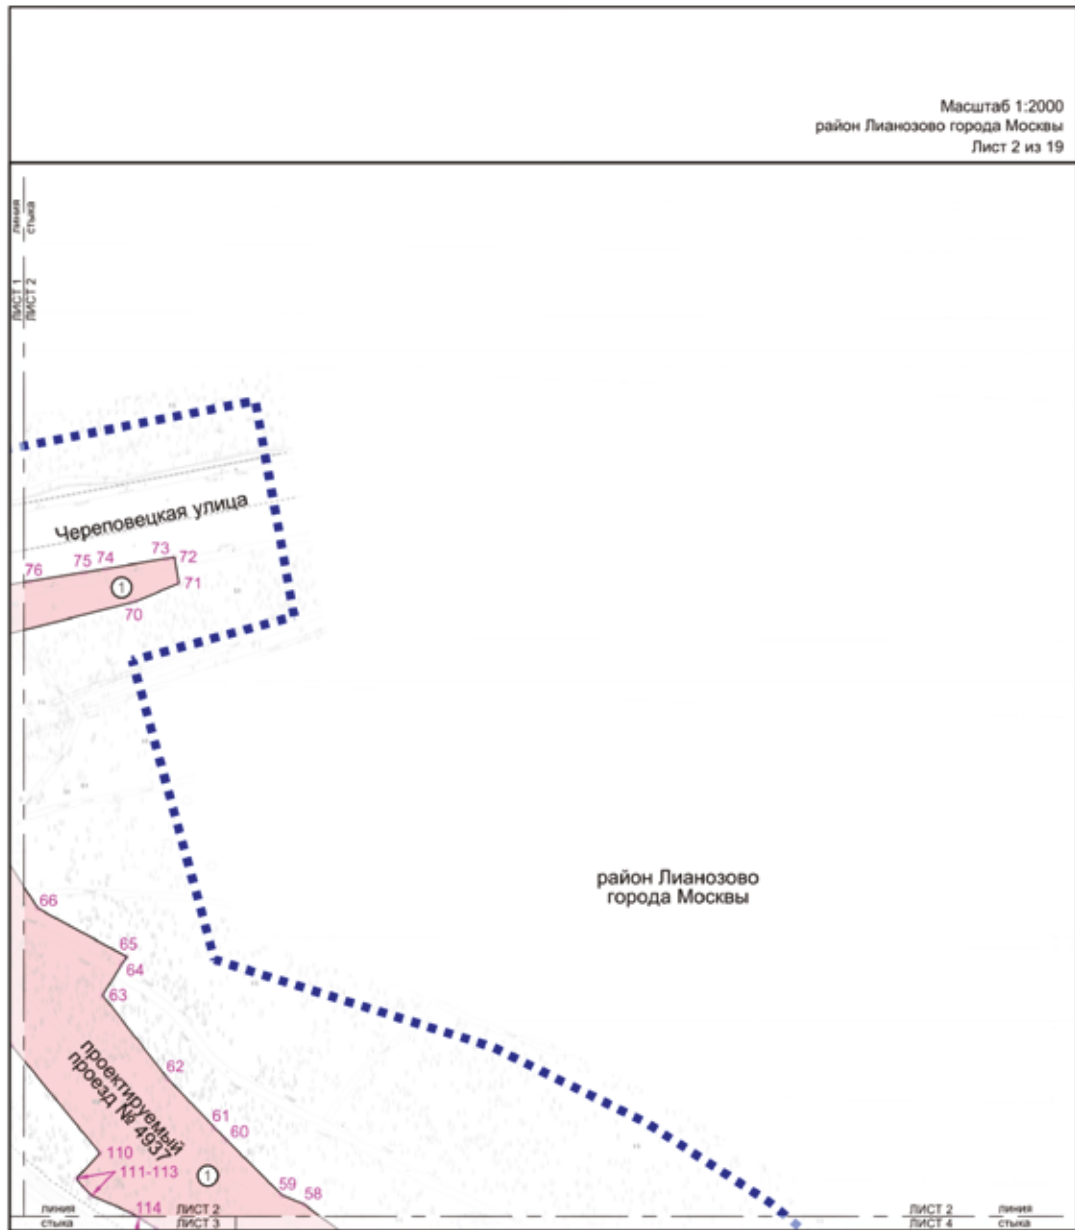 Масштаб 1:2000
район Лианозово города Москвы
Лист 2 из 19
линия
стыка
ЛИСТ 1
ЛИСТ 2
Череповецкая улица
76
75
74
73
72
71
1
70
район Лианозово
города Москвы
66
65
64
63
62
61
60
проектируемый
проезд № 4937
110
111-113
1
59
58
114
линия
стыка
ЛИСТ 2
ЛИСТ 3
ЛИСТ 2
ЛИСТ 4
линия
стыка